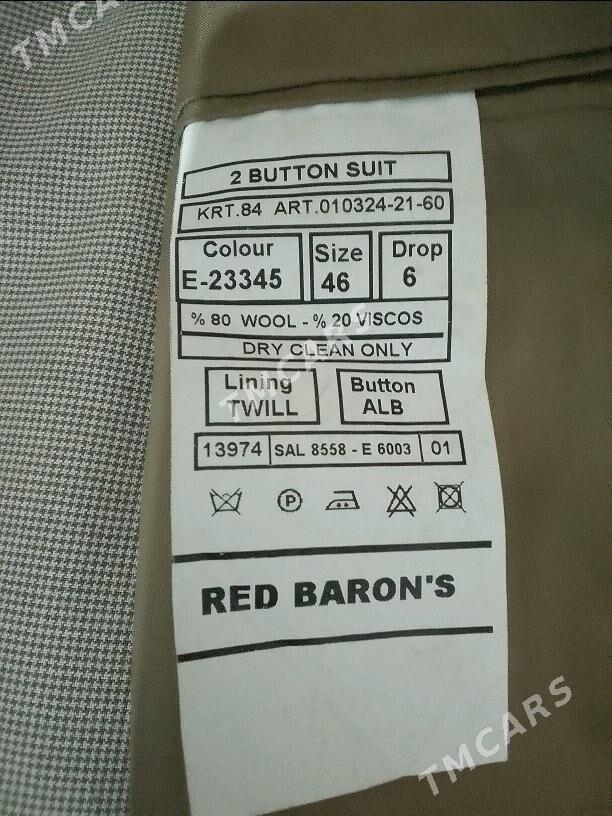 TMCARS
2 BUTTON SUIT
KRT.84 ART.010324-21-60
Colour Size Drop
E-23345 46 6
% 80 WOOL - % 20 VISCOS
DRY CLEAN ONLY
TMCARS
Lining Button
TWILL ALB
13974 SAL 8558 - E 6003 01
P
RED BARON'S
TMCARS